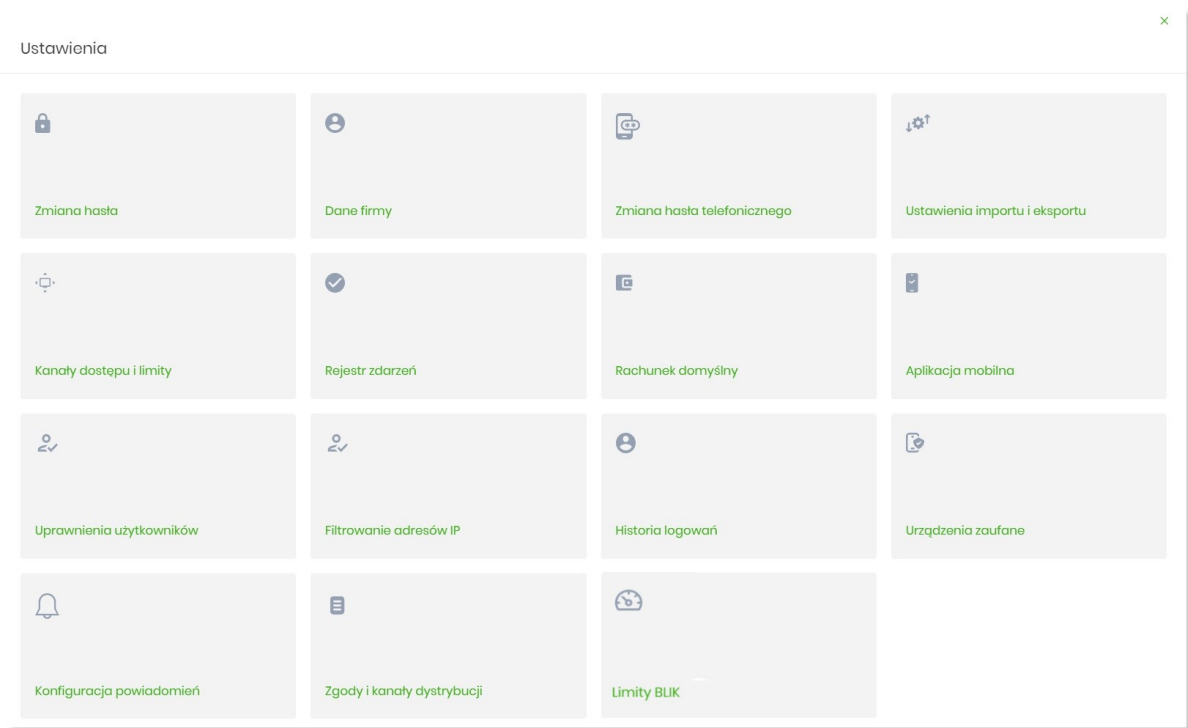 Ustawienia
Zmiana hasła
Dane firmy
Zmiana hasła telefonicznego
Ustawienia importu i eksportu
Kanały dostępu i limity
Rejestr zdarzeń
Rachunek domyślny
Aplikacja mobilna
Uprawnienia użytkowników
Filtrowanie adresów IP
Historia logowań
Urządzenia zaufane
Konfiguracja powiadomień
Zgody i kanały dystrybucji
Limity BLIK